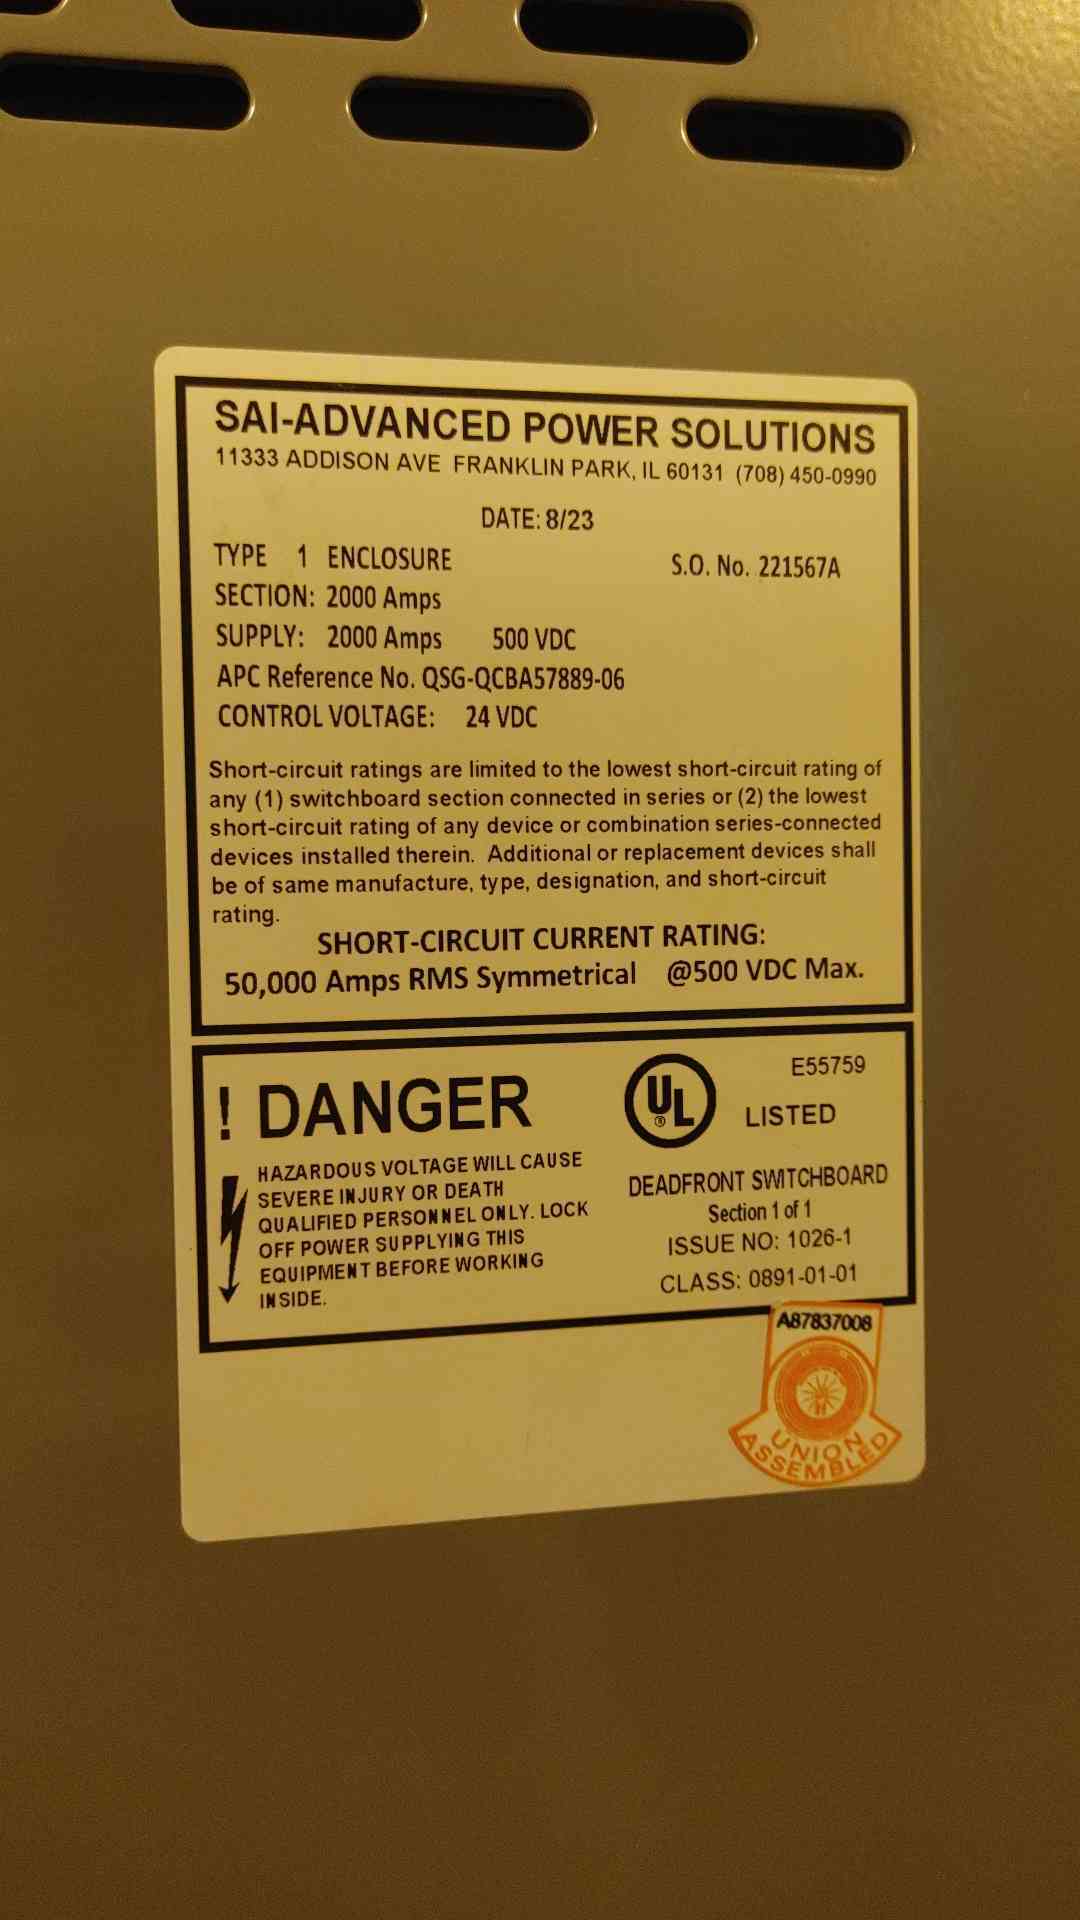 SAI-ADVANCED POWER SOLUTIONS
11333 ADDISON AVE FRANKLIN PARK, IL 60131 (708) 450-0990
DATE: 8/23
TYPE 1 ENCLOSURE S.O. No. 221567A
SECTION: 2000 Amps
SUPPLY: 2000 Amps 500 VDC
APC Reference No. QSG-QCBA57889-06
CONTROL VOLTAGE: 24 VDC
Short-circuit ratings are limited to the lowest short-circuit rating of
any (1) switchboard section connected in series or (2) the lowest
short-circuit rating of any device or combination series-connected
devices installed therein. Additional or replacement devices shall
be of same manufacture, type, designation, and short-circuit
rating.
SHORT-CIRCUIT CURRENT RATING:
50,000 Amps RMS Symmetrical @500 VDC Max.
! DANGER
HAZARDOUS VOLTAGE WILL CAUSE
SEVERE INJURY OR DEATH
QUALIFIED PERSONNEL ONLY. LOCK
OFF POWER SUPPLYING THIS
EQUIPMENT BEFORE WORKING
INSIDE.
UL ®
E55759
LISTED
DEADFRONT SWITCHBOARD
Section 1 of 1
ISSUE NO: 1026-1
CLASS: 0891-01-01
A87837008
UNION
ASSEMBLED